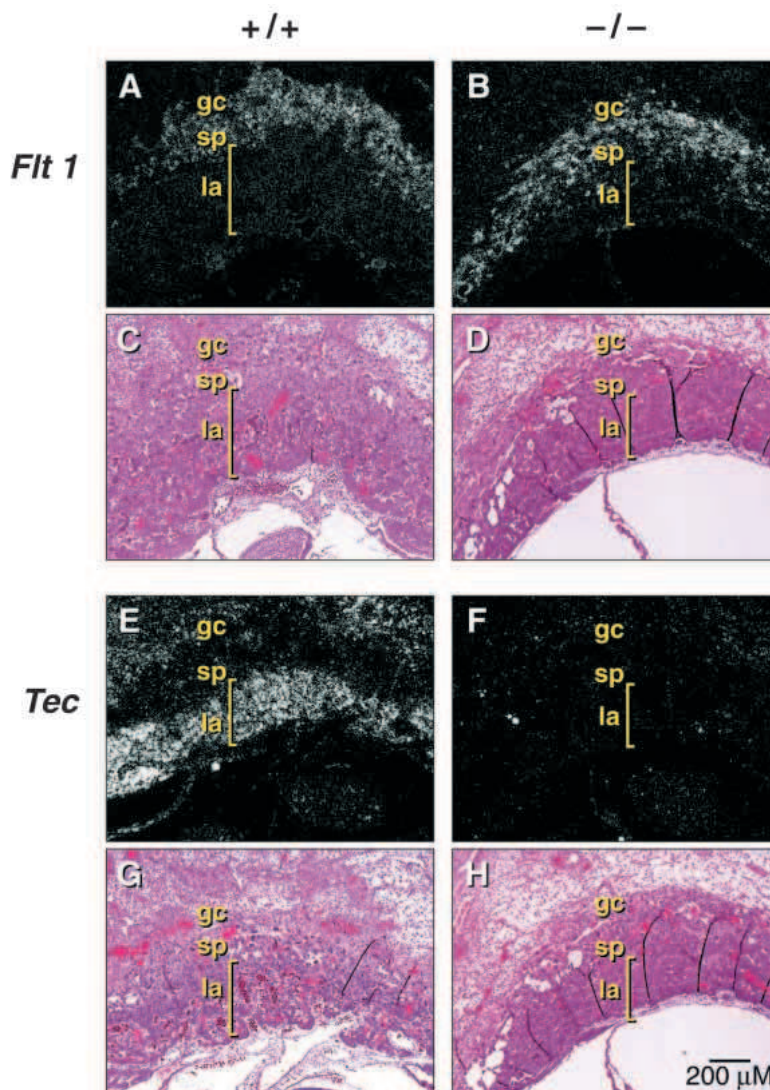 +/+ −/−
Flt 1
A gc sp la
B gc sp la
C gc sp la
D gc sp la
Tec
E gc sp la
F gc sp la
G gc sp la
H gc sp la
200 μM